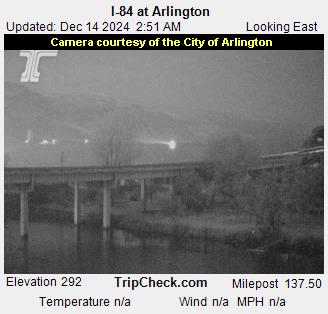 I-84 at Arlington
Updated: Dec 14 2024 2:51 AM Looking East
Camera courtesy of the City of Arlington
Elevation 292 TripCheck.com Milepost 137.50
Temperature n/a Wind n/a MPH n/a